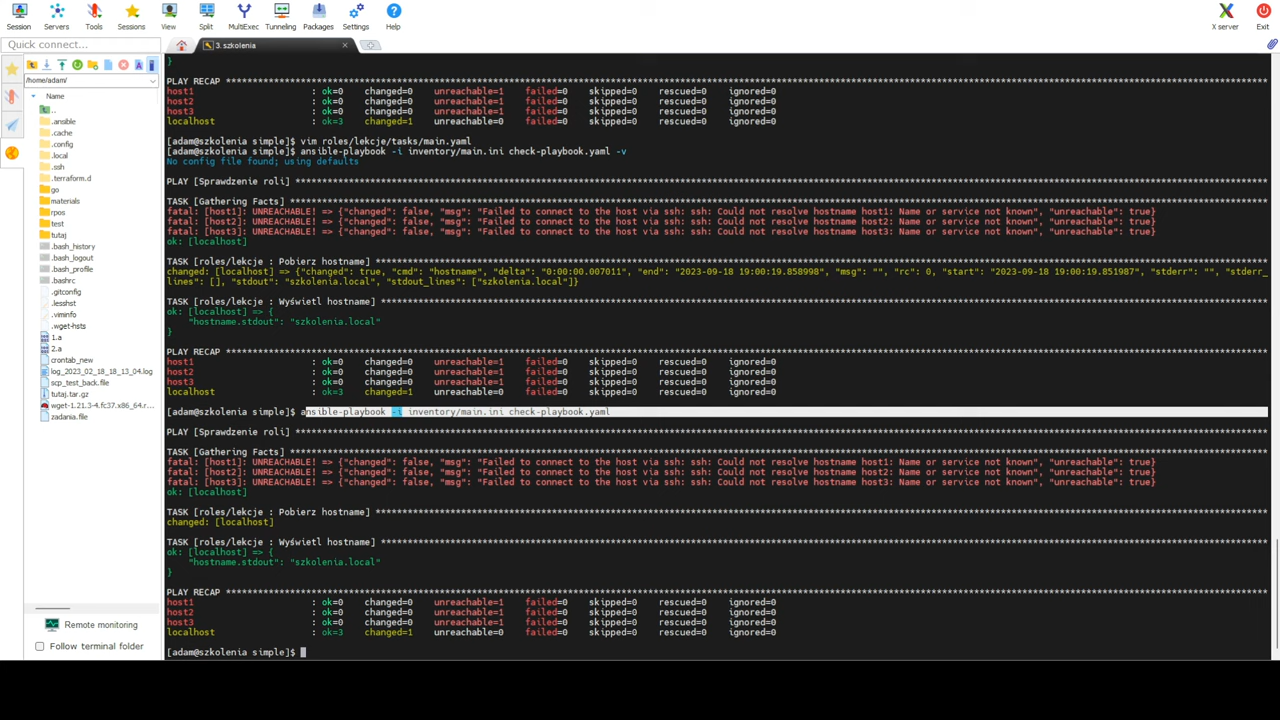 Session Servers Tools Sessions View Split MultiExec Tunneling Packages Settings Help X server Exit
Quick connect...
3. szkolenia
/home/adam/
Name
..
.ansible
.cache
.config
.local
.ssh
.terraform.d
go
materials
rpos
test
tutaj
.bash_history
.bash_logout
.bash_profile
.bashrc
.gitconfig
.lesshst
.viminfo
.wget-hsts
1.a
2.a
crontab_new
log_2023_02_18_18_13_04.log
scp_test_back.file
tutaj.tar.gz
wget-1.21.3-4.fc37.x86_64.r...
zadania.file
Remote monitoring
Follow terminal folder
}
PLAY RECAP ****************************************************************************************************
host1 : ok=0 changed=0 unreachable=1 failed=0 skipped=0 rescued=0 ignored=0
host2 : ok=0 changed=0 unreachable=1 failed=0 skipped=0 rescued=0 ignored=0
host3 : ok=0 changed=0 unreachable=1 failed=0 skipped=0 rescued=0 ignored=0
localhost : ok=3 changed=1 unreachable=0 failed=0 skipped=0 rescued=0 ignored=0
[adam@szkolenia simple]$ vim roles/lekcje/tasks/main.yaml
[adam@szkolenia simple]$ ansible-playbook -i inventory/main.ini check-playbook.yaml -v
No config file found; using defaults
PLAY [Sprawdzenie roli] ****************************************************************************************************
TASK [Gathering Facts] ****************************************************************************************************
fatal: [host1]: UNREACHABLE! => {"changed": false, "msg": "Failed to connect to the host via ssh: ssh: Could not resolve hostname host1: Name or service not known", "unreachable": true}
fatal: [host2]: UNREACHABLE! => {"changed": false, "msg": "Failed to connect to the host via ssh: ssh: Could not resolve hostname host2: Name or service not known", "unreachable": true}
fatal: [host3]: UNREACHABLE! => {"changed": false, "msg": "Failed to connect to the host via ssh: ssh: Could not resolve hostname host3: Name or service not known", "unreachable": true}
ok: [localhost]
TASK [roles/lekcje : Pobierz hostname] ****************************************************************************************************
changed: [localhost] => {"changed": true, "cmd": "hostname", "delta": "0:00:00.007011", "end": "2023-09-18 19:00:19.858998", "msg": "", "rc": 0, "start": "2023-09-18 19:00:19.851987", "stderr": "", "stderr_
lines": [], "stdout": "szkolenia.local", "stdout_lines": ["szkolenia.local"]}
TASK [roles/lekcje : Wyświetl hostname] ****************************************************************************************************
ok: [localhost] => {
"hostname.stdout": "szkolenia.local"
}
PLAY RECAP ****************************************************************************************************
host1 : ok=0 changed=0 unreachable=1 failed=0 skipped=0 rescued=0 ignored=0
host2 : ok=0 changed=0 unreachable=1 failed=0 skipped=0 rescued=0 ignored=0
host3 : ok=0 changed=0 unreachable=1 failed=0 skipped=0 rescued=0 ignored=0
localhost : ok=3 changed=1 unreachable=0 failed=0 skipped=0 rescued=0 ignored=0
[adam@szkolenia simple]$ ansible-playbook -i inventory/main.ini check-playbook.yaml
PLAY [Sprawdzenie roli] ****************************************************************************************************
TASK [Gathering Facts] ****************************************************************************************************
fatal: [host1]: UNREACHABLE! => {"changed": false, "msg": "Failed to connect to the host via ssh: ssh: Could not resolve hostname host1: Name or service not known", "unreachable": true}
fatal: [host2]: UNREACHABLE! => {"changed": false, "msg": "Failed to connect to the host via ssh: ssh: Could not resolve hostname host2: Name or service not known", "unreachable": true}
fatal: [host3]: UNREACHABLE! => {"changed": false, "msg": "Failed to connect to the host via ssh: ssh: Could not resolve hostname host3: Name or service not known", "unreachable": true}
ok: [localhost]
TASK [roles/lekcje : Pobierz hostname] ****************************************************************************************************
changed: [localhost]
TASK [roles/lekcje : Wyświetl hostname] ****************************************************************************************************
ok: [localhost] => {
"hostname.stdout": "szkolenia.local"
}
PLAY RECAP ****************************************************************************************************
host1 : ok=0 changed=0 unreachable=1 failed=0 skipped=0 rescued=0 ignored=0
host2 : ok=0 changed=0 unreachable=1 failed=0 skipped=0 rescued=0 ignored=0
host3 : ok=0 changed=0 unreachable=1 failed=0 skipped=0 rescued=0 ignored=0
localhost : ok=3 changed=1 unreachable=0 failed=0 skipped=0 rescued=0 ignored=0
[adam@szkolenia simple]$